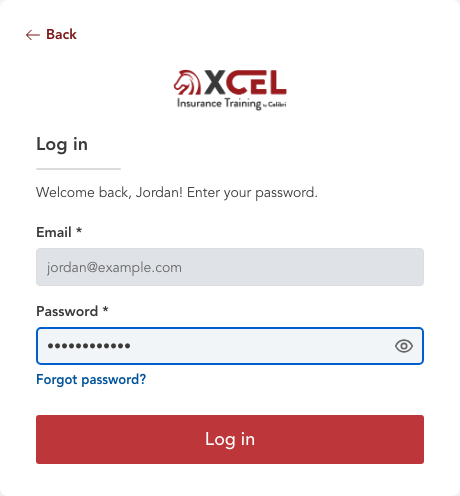 ← Back
XCEL
Insurance Training by Colibri
Log in
Welcome back, Jordan! Enter your password.
Email *
jordan@example.com
Password *
••••••••••••
Forgot password?
Log in